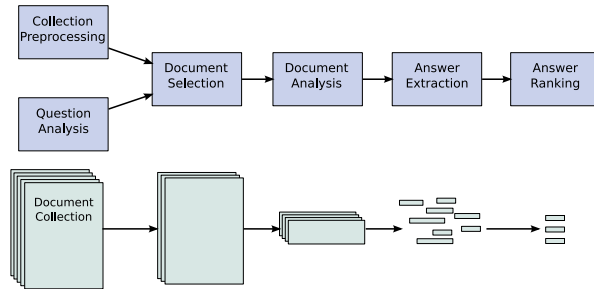 Collection
Preprocessing
Question
Analysis
Document
Selection
Document
Analysis
Answer
Extraction
Answer
Ranking
Document
Collection